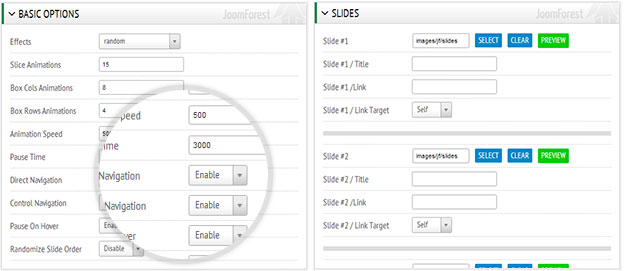 BASIC OPTIONS
JoomForest
Effects
random
Slice Animations
15
Box Cols Animations
8
Box Rows Animations
4
Animation Speed
50
Pause Time
Direct Navigation
Control Navigation
Pause On Hover
Ena
Randomize Slide Order
Disable
peed
500
ime
3000
Navigation
Enable
Navigation
Enable
ver
Enable
SLIDES
JoomForest
Slide #1
images/jf/slides
SELECT
CLEAR
PREVIEW
Slide #1 / Title
Slide #1 /Link
Slide #1 / Link Target
Self
Slide #2
images/jf/slides
SELECT
CLEAR
PREVIEW
Slide #2 / Title
Slide #2 /Link
Slide #2 / Link Target
Self